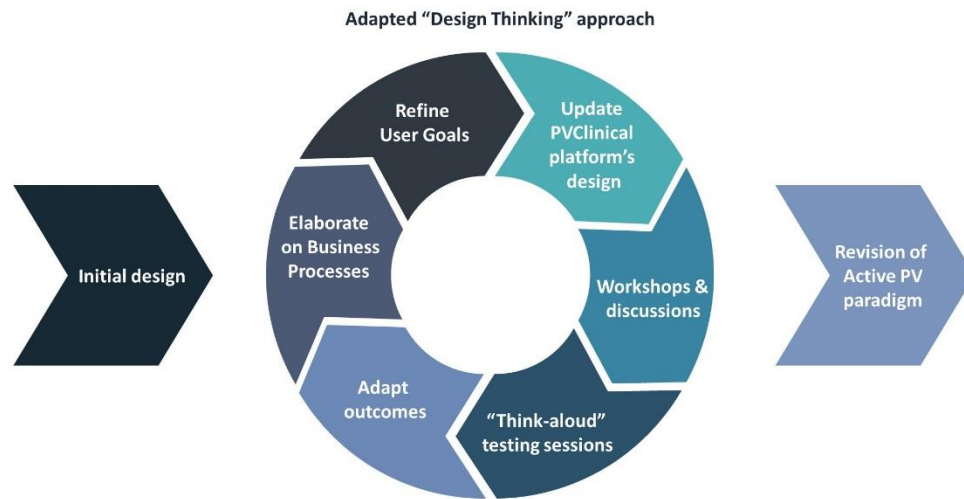 Adapted “Design Thinking” approach
Initial design
Refine
User Goals
Update
PVClinical
platform’s
design
Workshops &
discussions
“Think-aloud”
testing sessions
Adapt
outcomes
Elaborate
on Business
Processes
Revision of
Active PV
paradigm